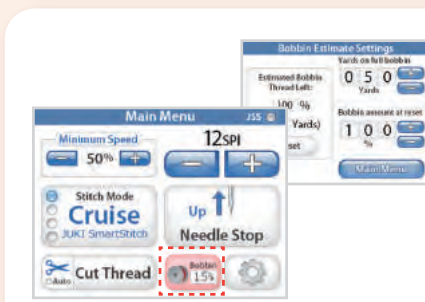 Bobbin Estimate Settings
Estimated Bobbin
Thread Left:
100 %
Yards)
set
Yards on full bobbin
0 5 0
Yards
Bobbin amount at reset
1 0 0
%
Main Menu
Main Menu
JSS
Minimum Speed
50%
12SPI
Stitch Mode
Cruise
JUKI SmartStitch
Up
Needle Stop
Auto
Cut Thread
Bobbin
15%